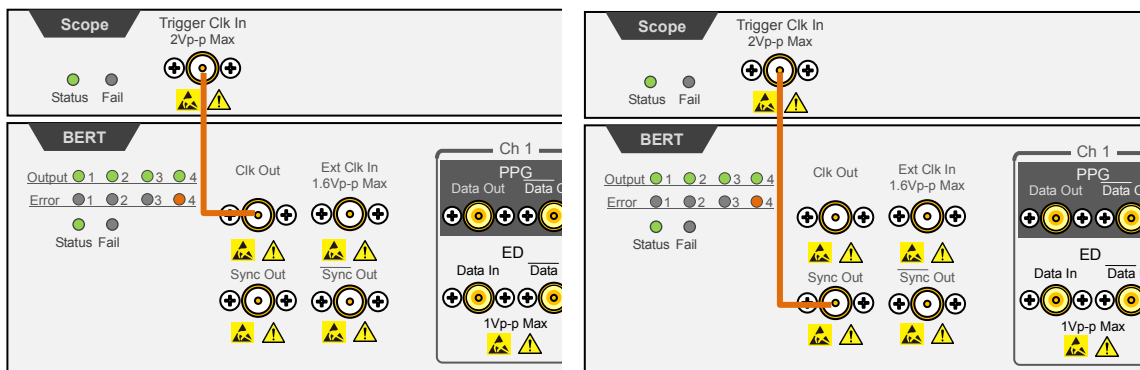 Scope
Trigger Clk In
2Vp-p Max
Status Fail
BERT
Output 1 2 3 4
Error 1 2 3 4
Status Fail
Clk Out
Ext Clk In
1.6Vp-p Max
Sync Out
Sync Out
Ch 1
PPG
Data Out Data
ED
Data In Data
1Vp-p Max
Scope
Trigger Clk In
2Vp-p Max
Status Fail
BERT
Output 1 2 3 4
Error 1 2 3 4
Status Fail
Clk Out
Ext Clk In
1.6Vp-p Max
Sync Out
Sync Out
Ch 1
PPG
Data Out Data
ED
Data In Data
1Vp-p Max